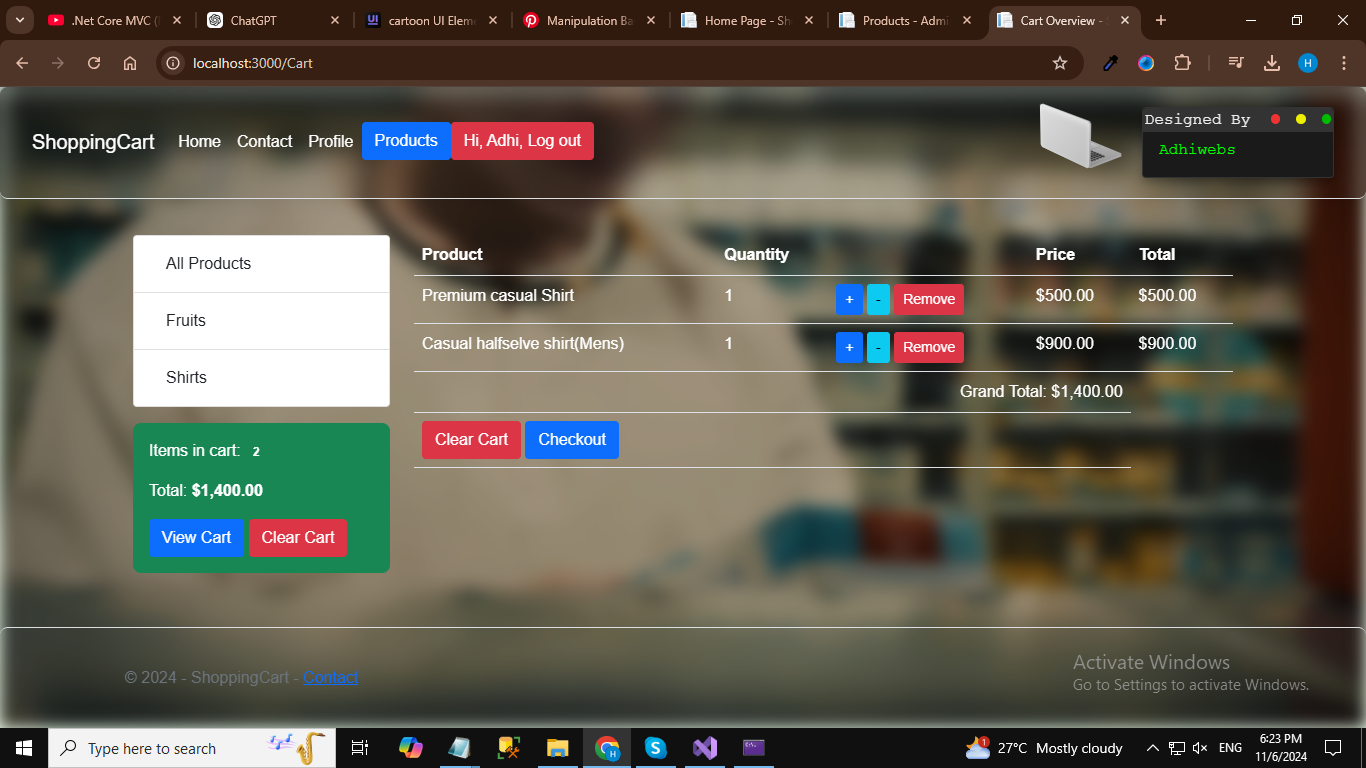 .Net Core MVC (
ChatGPT
cartoon UI Elem
Manipulation Ba
Home Page - Sh
Products - Admi
Cart Overview -
localhost:3000/Cart
H
ShoppingCart Home Contact Profile Products Hi, Adhi, Log out
Designed By
Adhiwebs
All Products
Fruits
Shirts
Items in cart: 2
Total: $1,400.00
View Cart Clear Cart
Product Quantity Price Total
Premium casual Shirt 1 + - Remove $500.00 $500.00
Casual halfselve shirt(Mens) 1 + - Remove $900.00 $900.00
Grand Total: $1,400.00
Clear Cart Checkout
© 2024 - ShoppingCart - Contact
Activate Windows
Go to Settings to activate Windows.
Type here to search
1
27°C Mostly cloudy
ENG
6:23 PM
11/6/2024